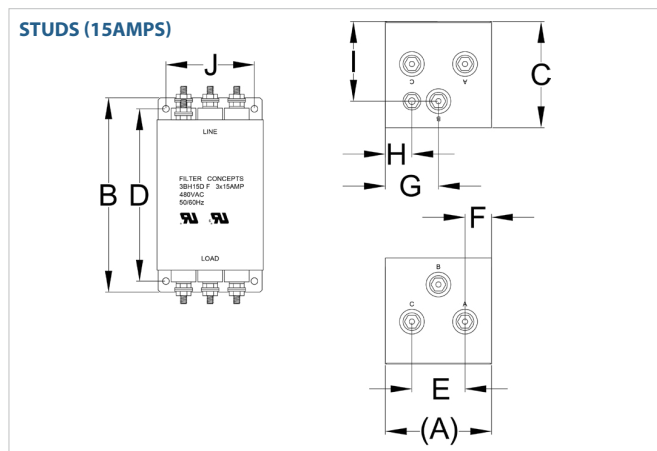 STUDS (15AMPS)
J
B
D
LINE
FILTER CONCEPTS
3BH15D F 3x15AMP
480VAC
50/60Hz
LOAD
I
C
C
A
B
H
G
F
B
C
A
E
(A)